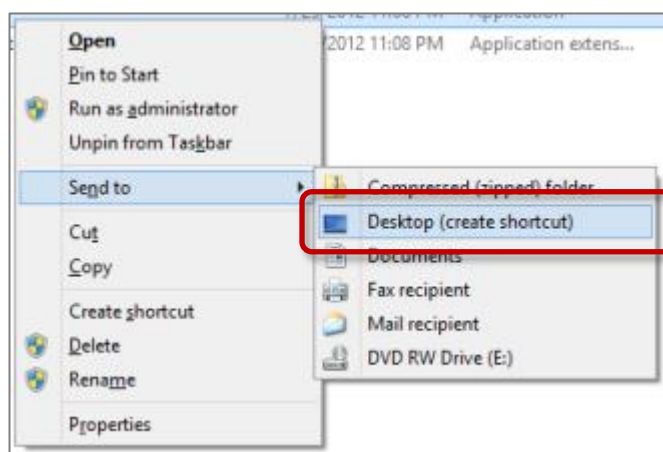 Application
/2012 11:08 PM Application extens...
Open
Pin to Start
Run as administrator
Unpin from Taskbar
Send to
Compressed (zipped) folder
Desktop (create shortcut)
Documents
Fax recipient
Mail recipient
DVD RW Drive (E:)
Cut
Copy
Create shortcut
Delete
Rename
Properties